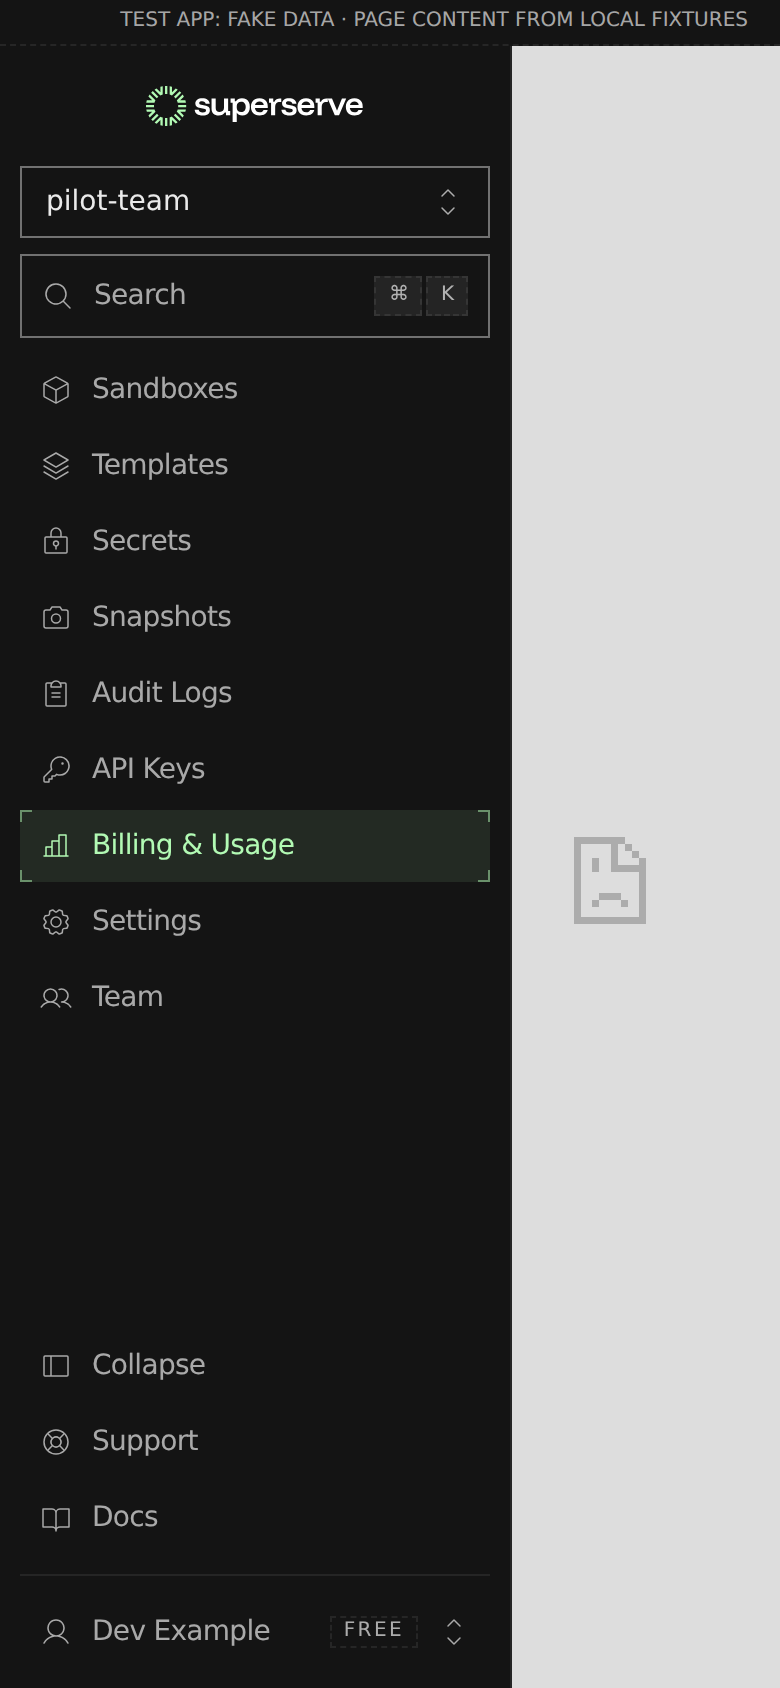 TEST APP: FAKE DATA · PAGE CONTENT FROM LOCAL FIXTURES
superserve
pilot-team
Search ⌘ K
Sandboxes
Templates
Secrets
Snapshots
Audit Logs
API Keys
Billing & Usage
Settings
Team
Collapse
Support
Docs
Dev Example FREE